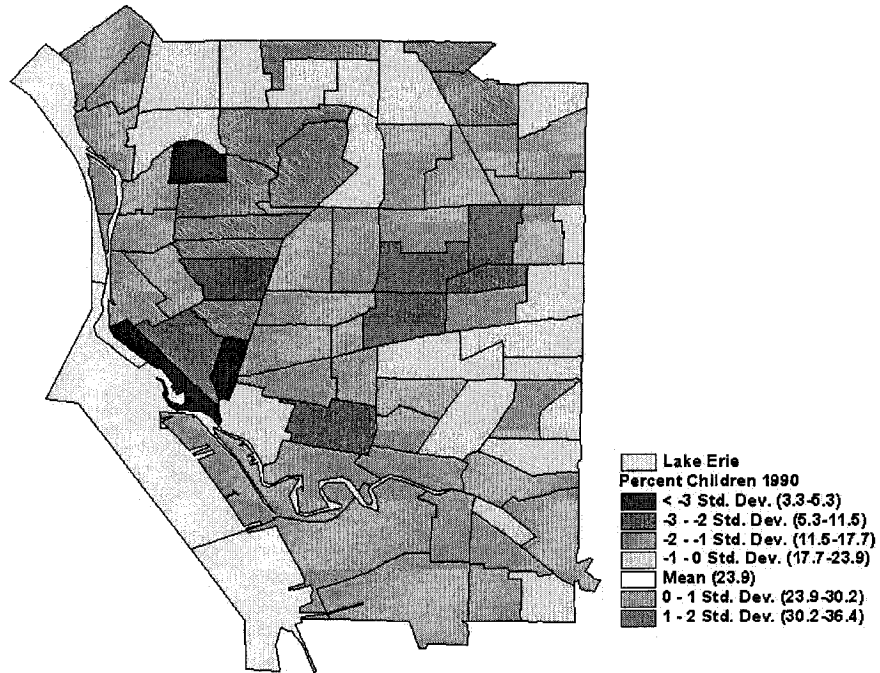 Lake Erie
Percent Children 1990
< -3 Std. Dev. (3.3-5.3)
-3 - -2 Std. Dev. (5.3-11.5)
-2 - -1 Std. Dev. (11.5-17.7)
-1 - 0 Std. Dev. (17.7-23.9)
Mean (23.9)
0 - 1 Std. Dev. (23.9-30.2)
1 - 2 Std. Dev. (30.2-36.4)